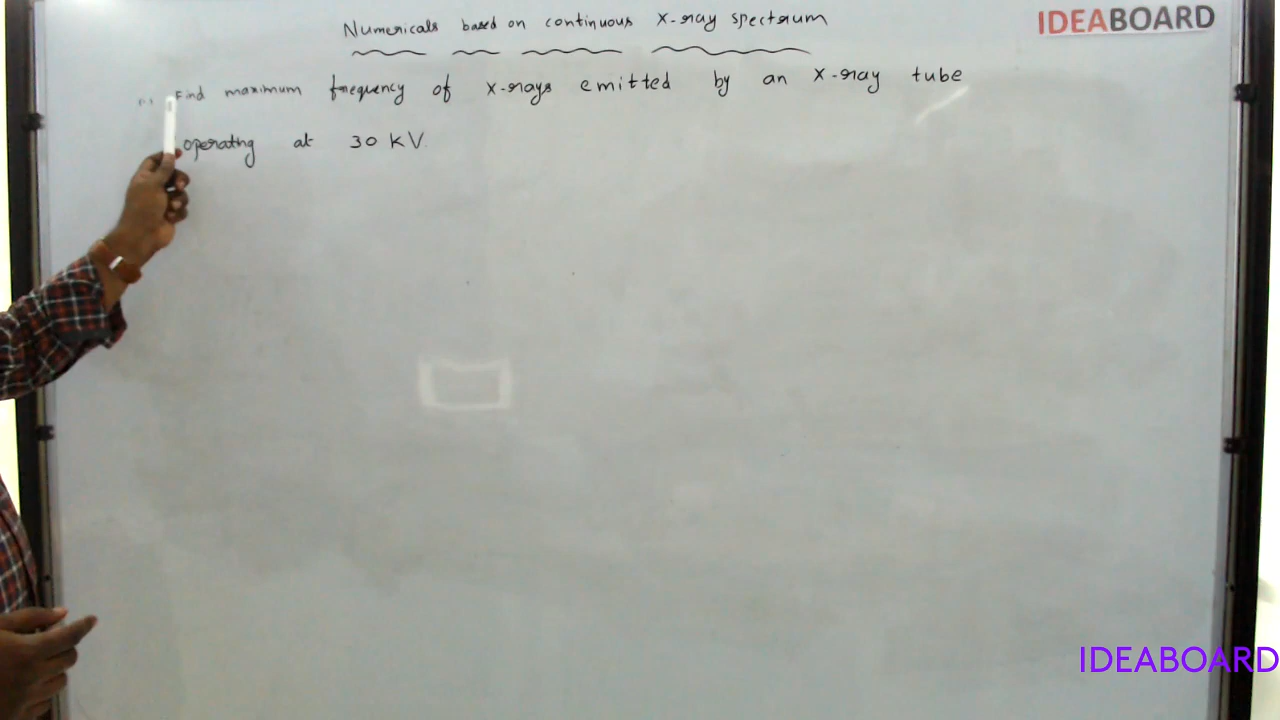 Numericals based on continuous X-ray spectrum
IDEABOARD
Find maximum frequency of X-rays emitted by an X-ray tube
operating at 30 KV.
IDEABOARD